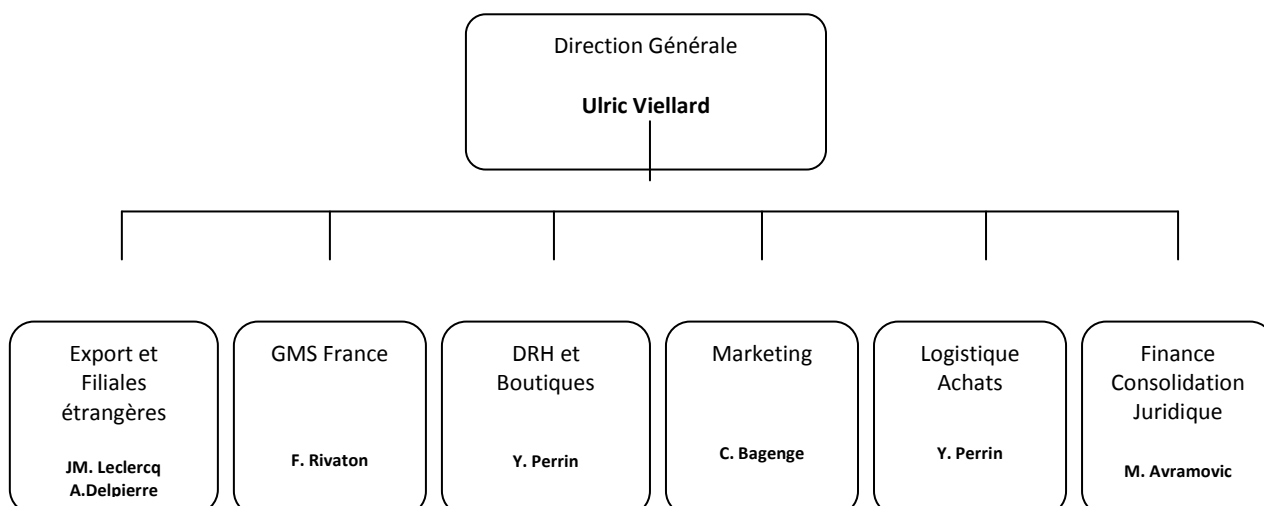 Direction Générale
Ulric Viellard
Export et
Filiales
étrangères
JM. Leclercq
A.Delpierre
GMS France
F. Rivaton
DRH et
Boutiques
Y. Perrin
Marketing
C. Bagenge
Logistique
Achats
Y. Perrin
Finance
Consolidation
Juridique
M. Avramovic